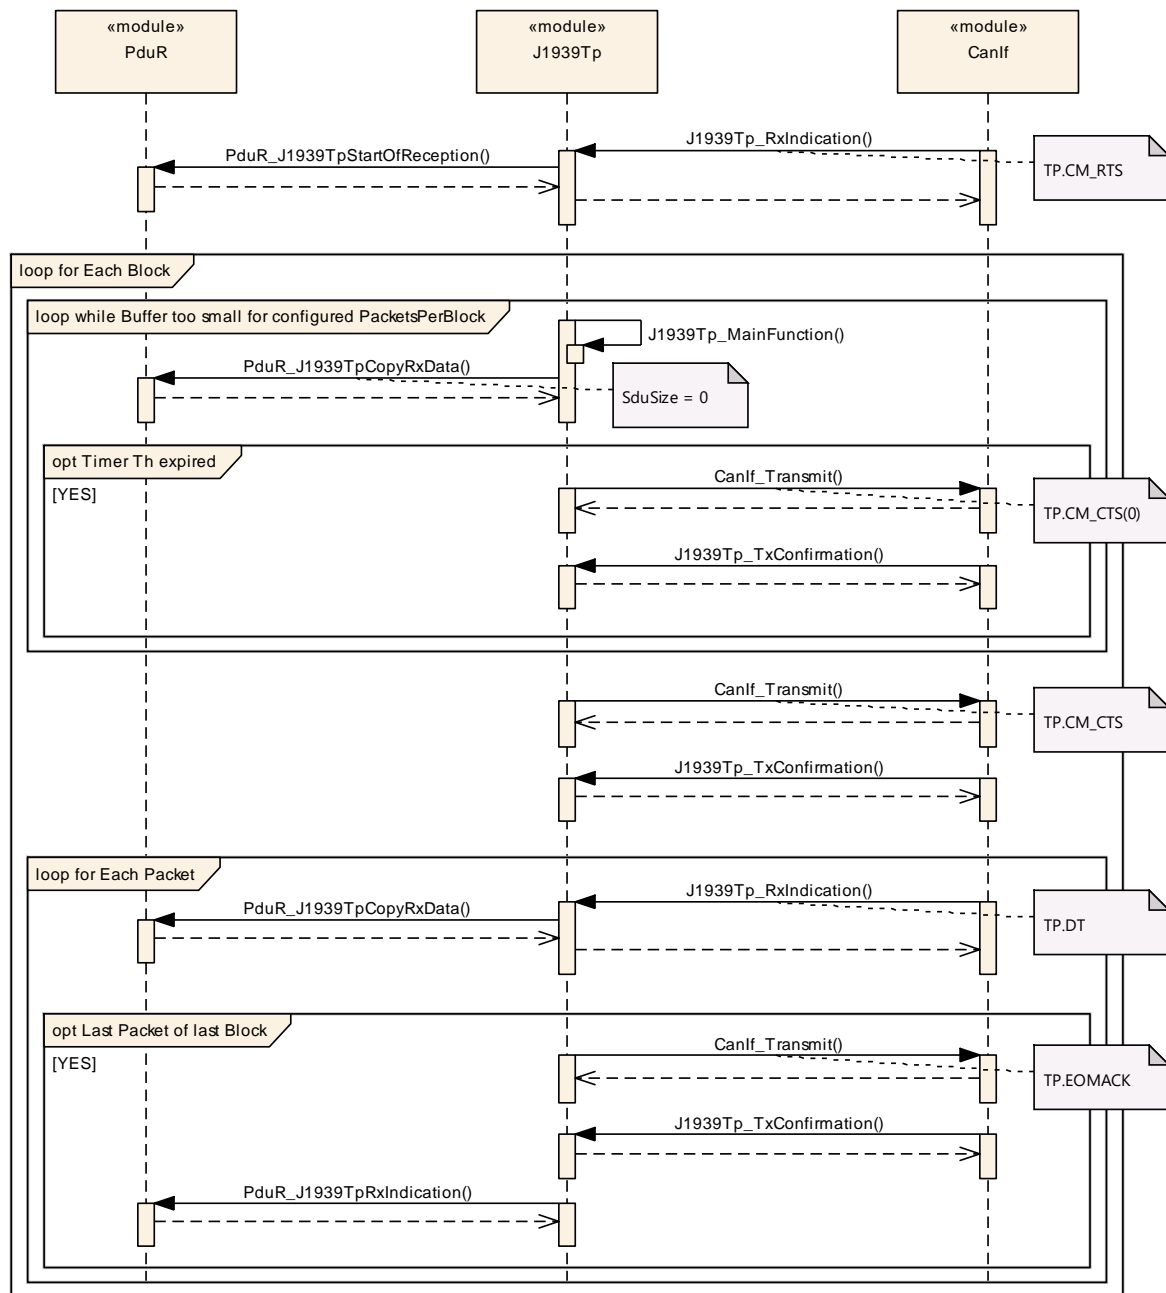 «module»
PduR
«module»
J1939Tp
«module»
CanIf
J1939Tp_RxIndication()
PduR_J1939TpStartOfReception()
TP.CM_RTS
loop for Each Block
loop while Buffer too small for configured PacketsPerBlock
J1939Tp_MainFunction()
PduR_J1939TpCopyRxData()
SduSize = 0
opt Timer Th expired
[YES]
CanIf_Transmit()
TP.CM_CTS(0)
J1939Tp_TxConfirmation()
CanIf_Transmit()
TP.CM_CTS
J1939Tp_TxConfirmation()
loop for Each Packet
J1939Tp_RxIndication()
PduR_J1939TpCopyRxData()
TP.DT
opt Last Packet of last Block
[YES]
CanIf_Transmit()
TP.EOMACK
J1939Tp_TxConfirmation()
PduR_J1939TpRxIndication()